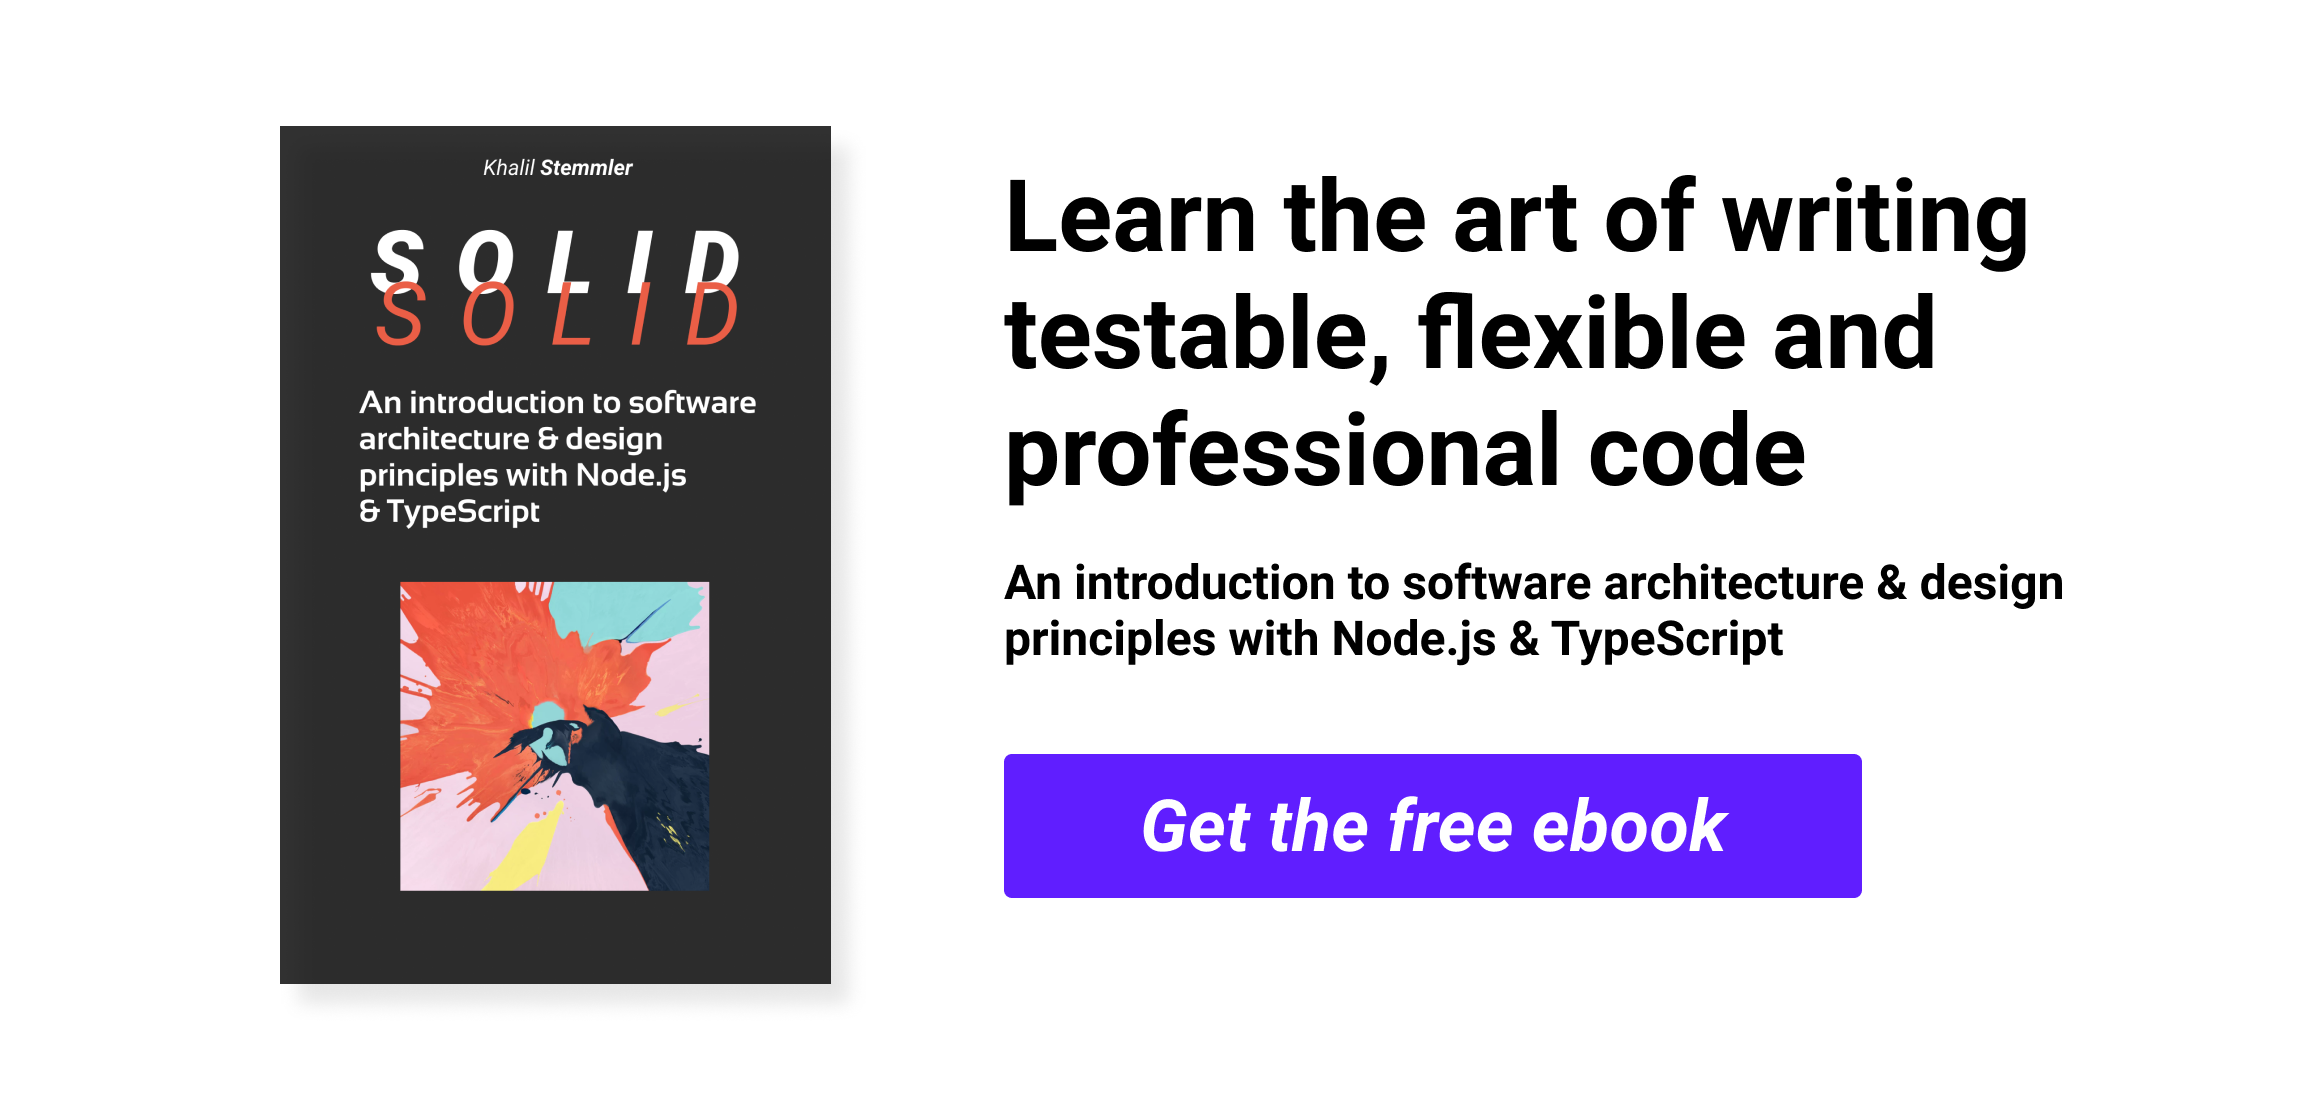 Khalil Stemmler
SOLID
SOLID
An introduction to software
architecture & design
principles with Node.js
& TypeScript
Learn the art of writing
testable, flexible and
professional code
An introduction to software architecture & design
principles with Node.js & TypeScript
Get the free ebook